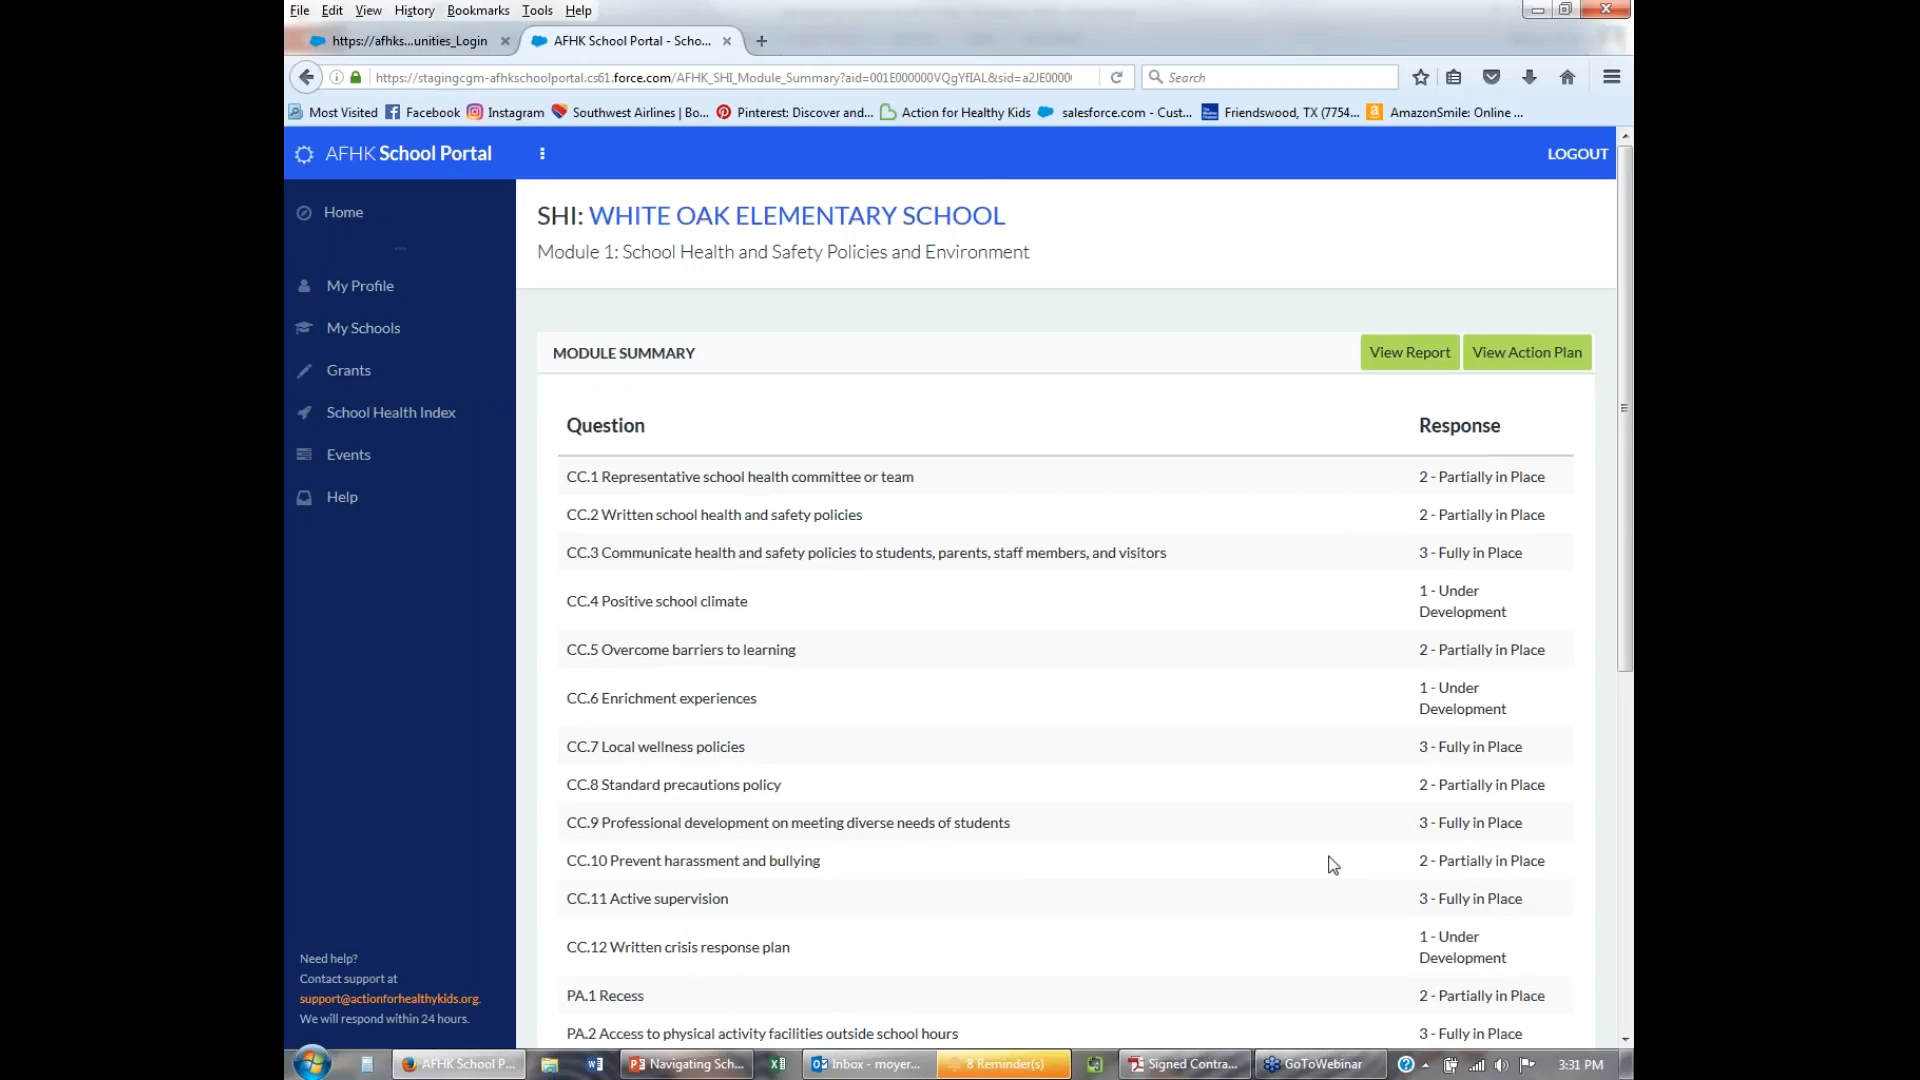 File Edit View History Bookmarks Tools Help
https://afhks...unities_Login
AFHK School Portal - Scho...
https://stagingcgm-afhkschoolportal.cs61.force.com/AFHK_SHI_Module_Summary?aid=001E000000VQgYfIAL&sid=a2JE0000
Search
Most Visited Facebook Instagram Southwest Airlines | Bo... Pinterest: Discover and... Action for Healthy Kids salesforce.com - Cust... Friendswood, TX (7754... AmazonSmile: Online ...
AFHK School Portal
LOGOUT
Home
My Profile
My Schools
Grants
School Health Index
Events
Help
Need help?
Contact support at
support@actionforhealthykids.org.
We will respond within 24 hours.
SHI: WHITE OAK ELEMENTARY SCHOOL
Module 1: School Health and Safety Policies and Environment
MODULE SUMMARY
View Report
View Action Plan
Question Response
CC.1 Representative school health committee or team 2 - Partially in Place
CC.2 Written school health and safety policies 2 - Partially in Place
CC.3 Communicate health and safety policies to students, parents, staff members, and visitors 3 - Fully in Place
CC.4 Positive school climate 1 - Under
Development
CC.5 Overcome barriers to learning 2 - Partially in Place
CC.6 Enrichment experiences 1 - Under
Development
CC.7 Local wellness policies 3 - Fully in Place
CC.8 Standard precautions policy 2 - Partially in Place
CC.9 Professional development on meeting diverse needs of students 3 - Fully in Place
CC.10 Prevent harassment and bullying 2 - Partially in Place
CC.11 Active supervision 3 - Fully in Place
CC.12 Written crisis response plan 1 - Under
Development
PA.1 Recess 2 - Partially in Place
PA.2 Access to physical activity facilities outside school hours 3 - Fully in Place
AFHK School P... Navigating Sch... Inbox - moyer... 8 Reminder(s) Signed Contra... GoToWebinar 3:31 PM